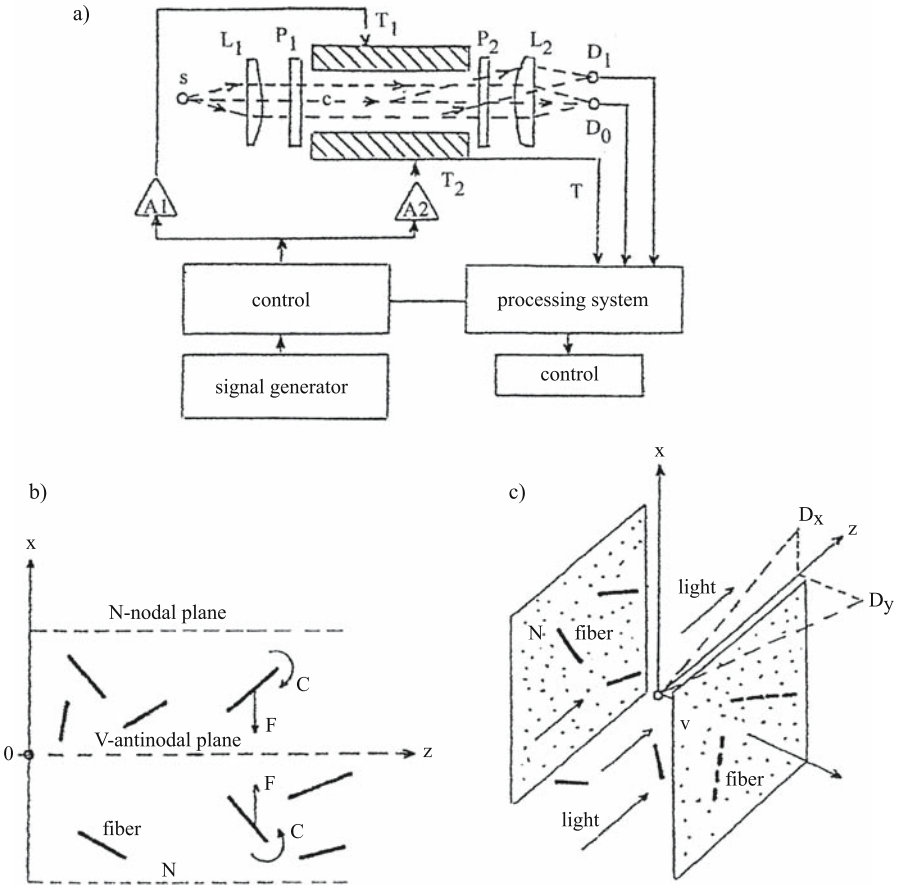 a)
T1
L1 P1 P2 L2 D1
s
c
D0
T2 T
A1 A2
control processing system
signal generator control
b)
x
N-nodal plane
C
F
V-antinodal plane
0 z
F
fiber C
N
c)
x
Dx
z
light
Dy
N fiber
v
fiber
light